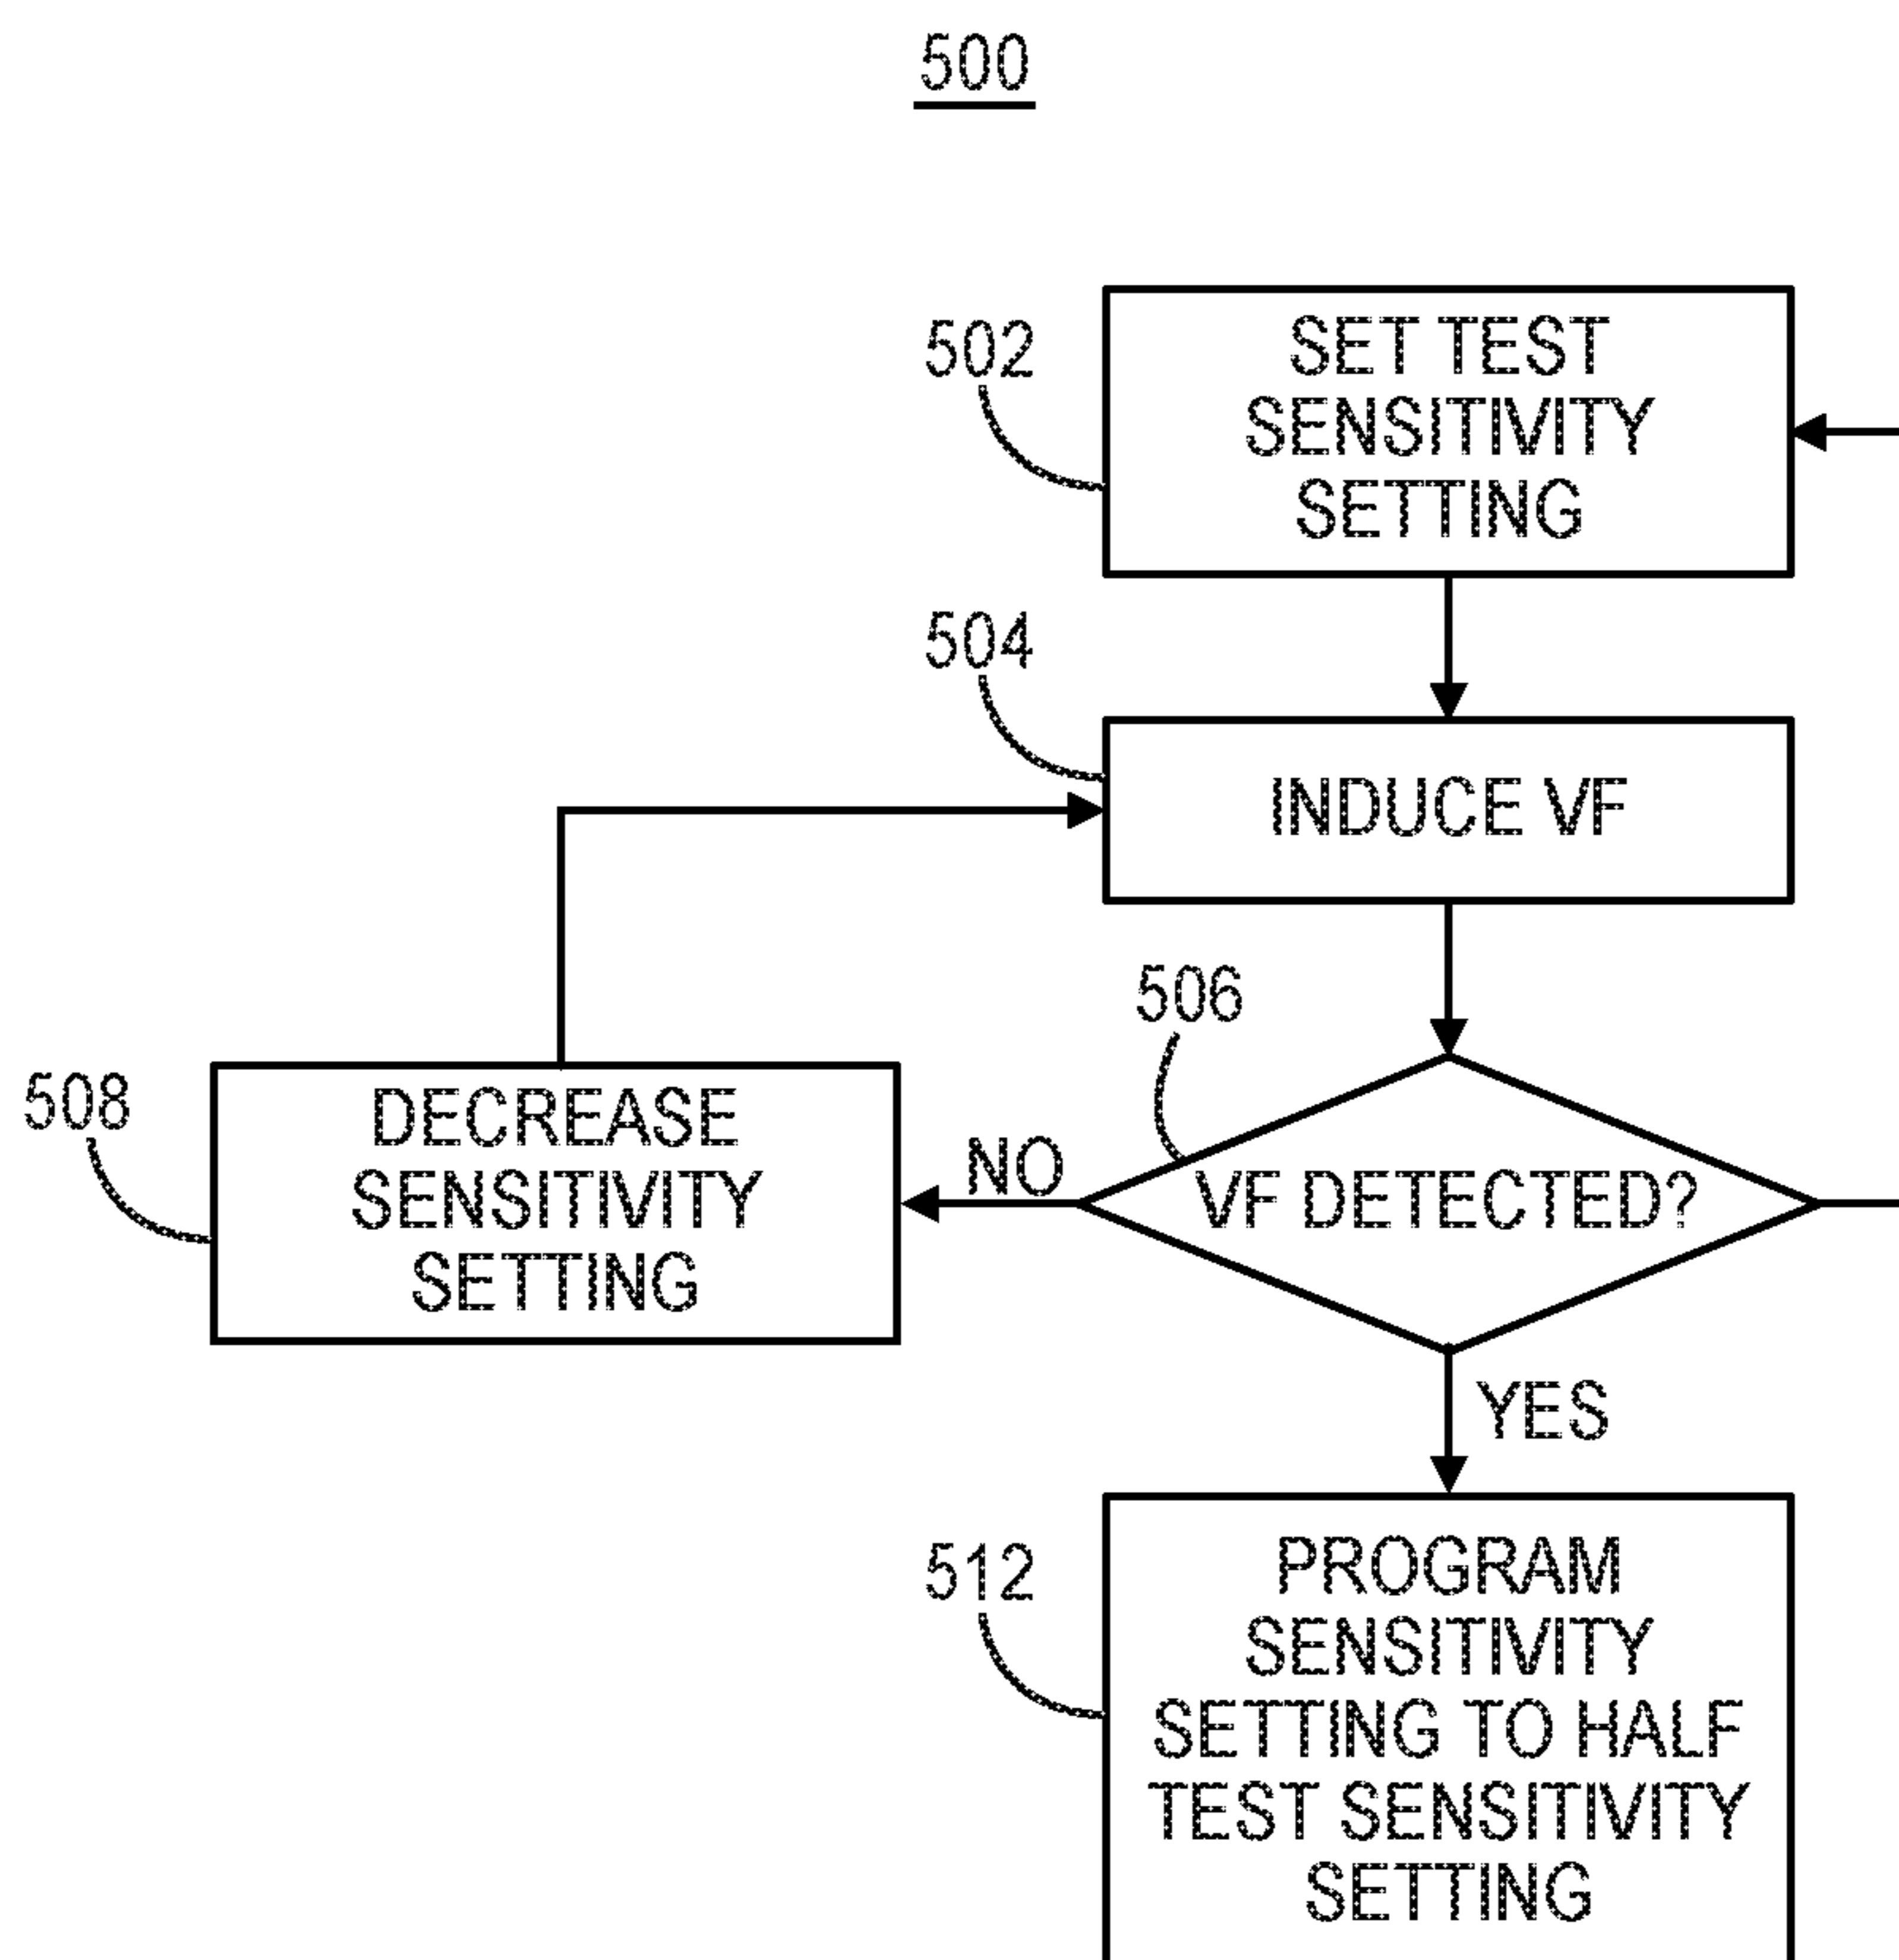 500
502
SET TEST
SENSITIVITY
SETTING
504
INDUCE VF
506
VF DETECTED?
NO
508
DECREASE
SENSITIVITY
SETTING
YES
512
PROGRAM
SENSITIVITY
SETTING TO HALF
TEST SENSITIVITY
SETTING